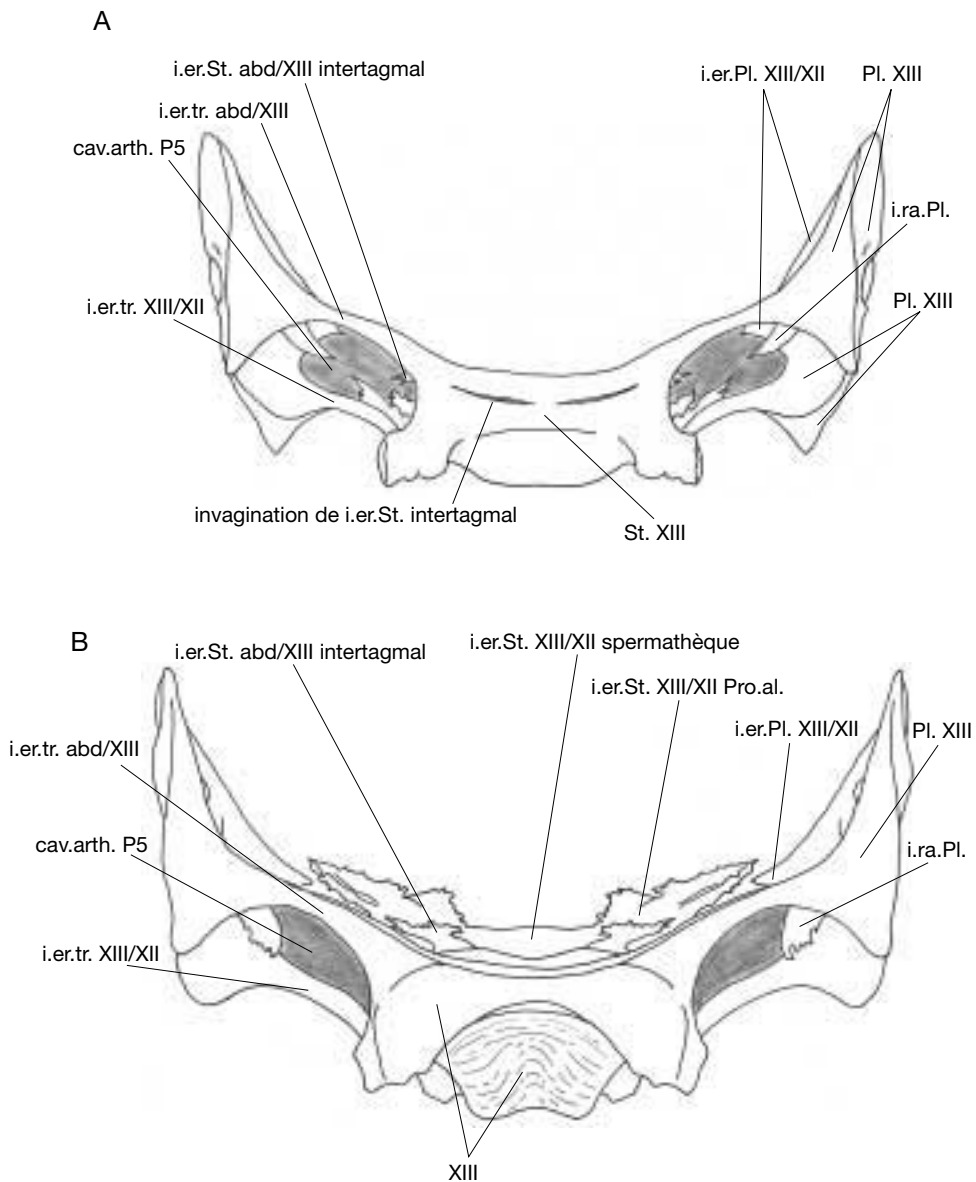 A
i.er.St. abd/XIII intertagmal
i.er.Pl. XIII/XII
Pl. XIII
i.er.tr. abd/XIII
cav.arth. P5
i.ra.Pl.
i.er.tr. XIII/XII
Pl. XIII
invagination de i.er.St. intertagmal
St. XIII
B
i.er.St. abd/XIII intertagmal
i.er.St. XIII/XII spermathèque
i.er.St. XIII/XII Pro.al.
i.er.Pl. XIII/XII
Pl. XIII
i.er.tr. abd/XIII
cav.arth. P5
i.ra.Pl.
i.er.tr. XIII/XII
XIII